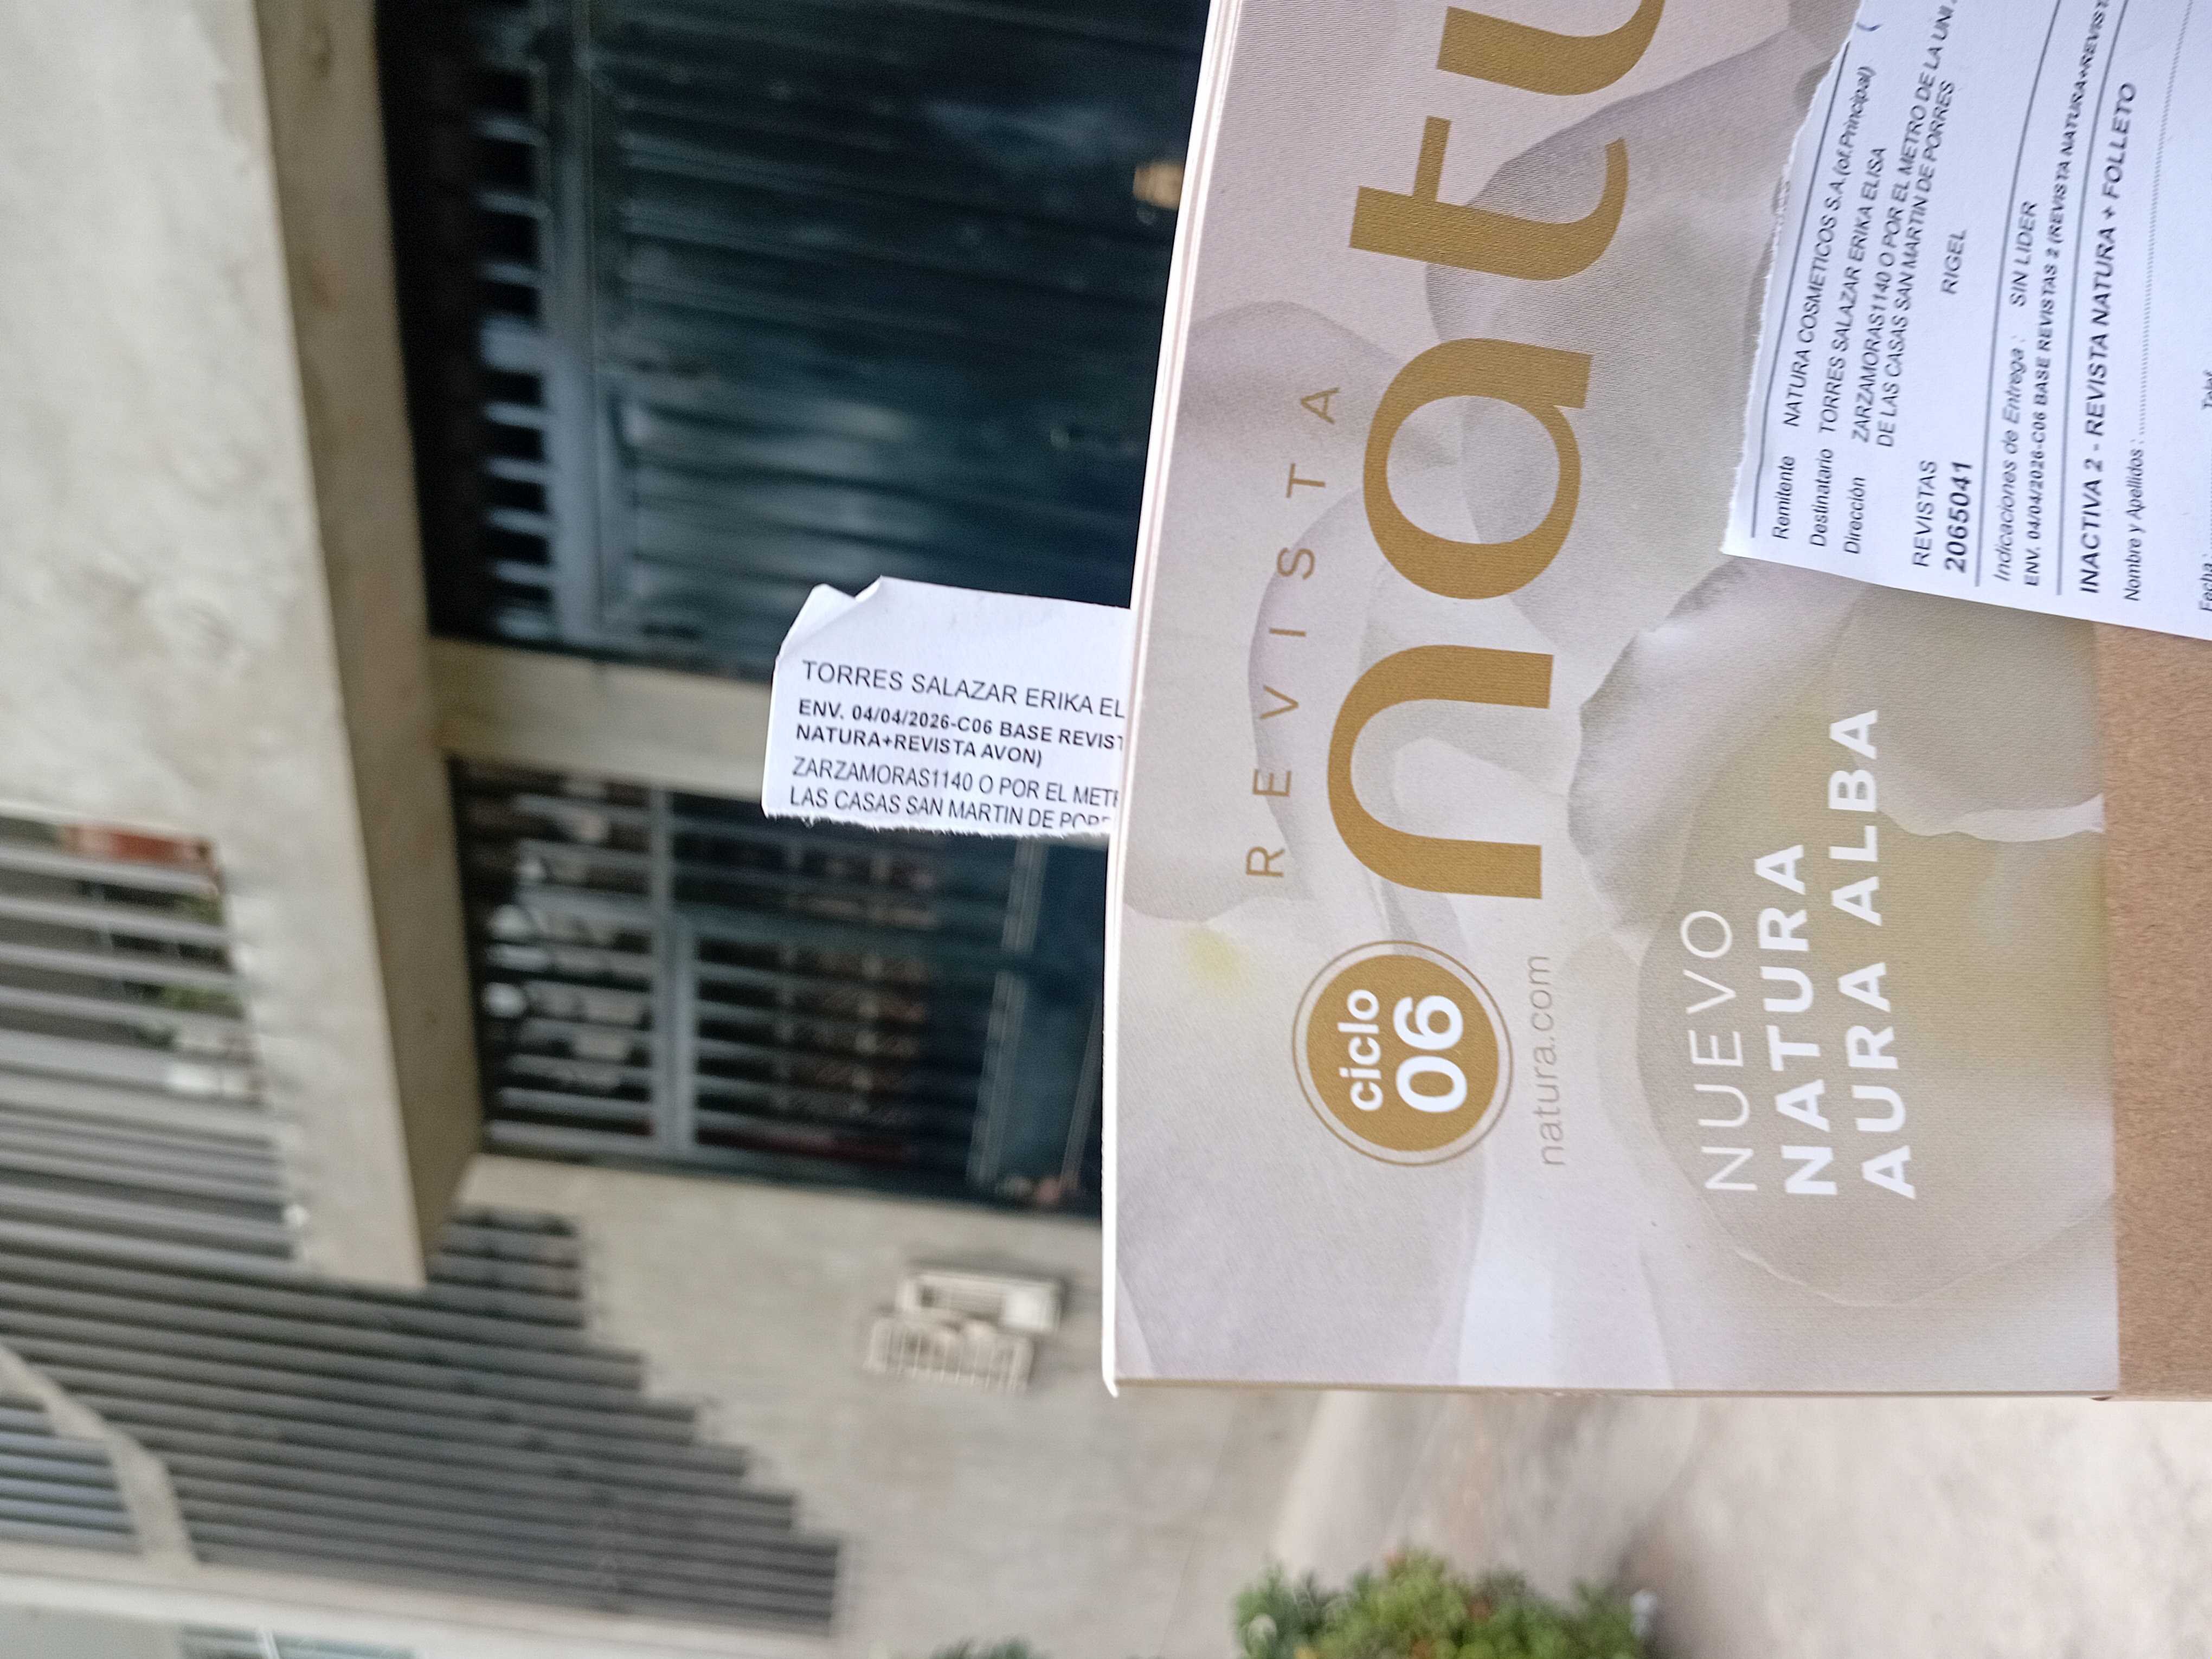 TORRES SALAZAR ERIKA EL
ENV. 04/04/2026-C06 BASE REVIST
NATURA+REVISTA AVON)
ZARZAMORAS1140 O POR EL METR
LAS CASAS SAN MARTIN DE PORR
REVISTA
natu
ciclo
06
natura.com
NUEVO
NATURA
AURA ALBA
Remitente NATURA COSMETICOS S.A.(of.Principal) (
Destinatario TORRES SALAZAR ERIKA ELISA
Dirección ZARZAMORAS1140 O POR EL METRO DE LA UNI
DE LAS CASAS SAN MARTIN DE PORRES
REVISTAS RIGEL
2065041
Indicaciones de Entrega : SIN LIDER
ENV. 04/04/2026-C06 BASE REVISTAS 2 (REVISTA NATURA+REVIST
INACTIVA 2 - REVISTA NATURA + FOLLETO
Nombre y Apellidos :
Fecha Telef